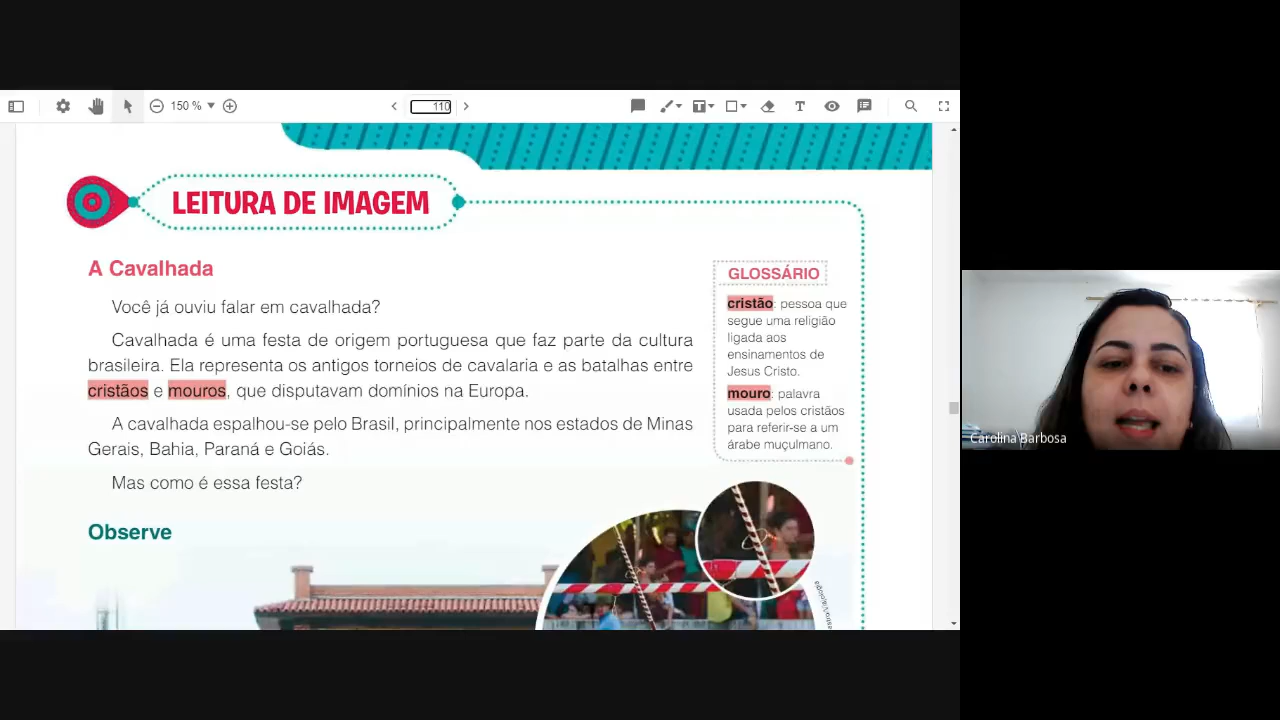 150 %
110
LEITURA DE IMAGEM
A Cavalhada
Você já ouviu falar em cavalhada?
Cavalhada é uma festa de origem portuguesa que faz parte da cultura
brasileira. Ela representa os antigos torneios de cavalaria e as batalhas entre
cristãos e mouros, que disputavam domínios na Europa.
A cavalhada espalhou-se pelo Brasil, principalmente nos estados de Minas
Gerais, Bahia, Paraná e Goiás.
Mas como é essa festa?
Observe
GLOSSÁRIO
cristão: pessoa que
segue uma religião
ligada aos
ensinamentos de
Jesus Cristo.
mouro: palavra
usada pelos cristãos
para referir-se a um
árabe muçulmano.
Carolina Barbosa